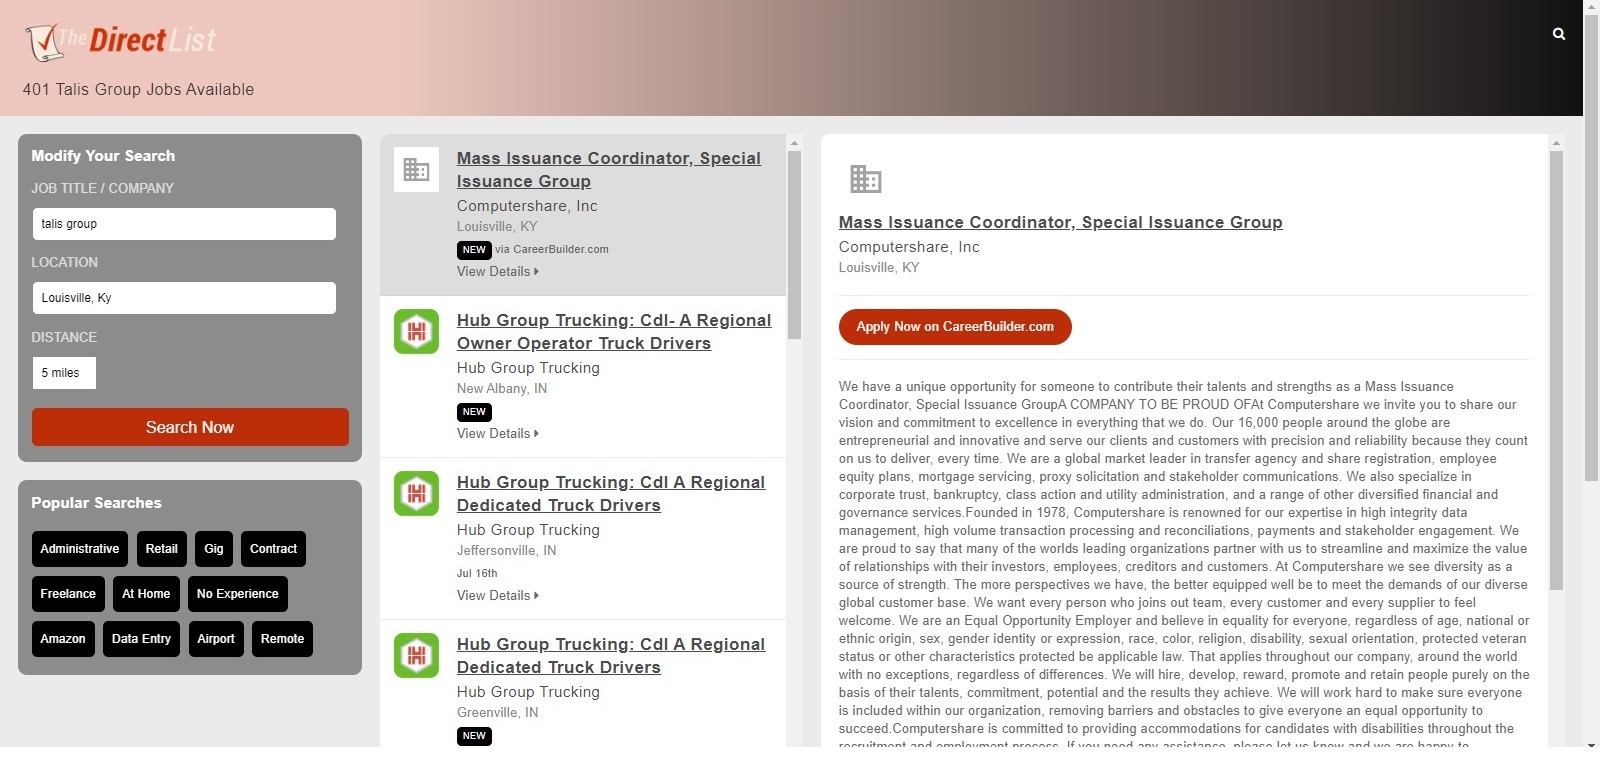 The Direct List
401 Talis Group Jobs Available
Modify Your Search
JOB TITLE / COMPANY
talis group
LOCATION
Louisville, Ky
DISTANCE
5 miles
Search Now
Popular Searches
Administrative Retail Gig Contract
Freelance At Home No Experience
Amazon Data Entry Airport Remote
Mass Issuance Coordinator, Special
Issuance Group
Computershare, Inc
Louisville, KY
NEW via CareerBuilder.com
View Details
Hub Group Trucking: Cdl- A Regional
Owner Operator Truck Drivers
Hub Group Trucking
New Albany, IN
NEW
View Details
Hub Group Trucking: Cdl A Regional
Dedicated Truck Drivers
Hub Group Trucking
Jeffersonville, IN
Jul 16th
View Details
Hub Group Trucking: Cdl A Regional
Dedicated Truck Drivers
Hub Group Trucking
Greenville, IN
NEW
Mass Issuance Coordinator, Special Issuance Group
Computershare, Inc
Louisville, KY
Apply Now on CareerBuilder.com
We have a unique opportunity for someone to contribute their talents and strengths as a Mass Issuance
Coordinator, Special Issuance GroupA COMPANY TO BE PROUD OFAt Computershare we invite you to share our
vision and commitment to excellence in everything that we do. Our 16,000 people around the globe are
entrepreneurial and innovative and serve our clients and customers with precision and reliability because they count
on us to deliver, every time. We are a global market leader in transfer agency and share registration, employee
equity plans, mortgage servicing, proxy solicitation and stakeholder communications. We also specialize in
corporate trust, bankruptcy, class action and utility administration, and a range of other diversified financial and
governance services.Founded in 1978, Computershare is renowned for our expertise in high integrity data
management, high volume transaction processing and reconciliations, payments and stakeholder engagement. We
are proud to say that many of the worlds leading organizations partner with us to streamline and maximize the value
of relationships with their investors, employees, creditors and customers. At Computershare we see diversity as a
source of strength. The more perspectives we have, the better equipped well be to meet the demands of our diverse
global customer base. We want every person who joins out team, every customer and every supplier to feel
welcome. We are an Equal Opportunity Employer and believe in equality for everyone, regardless of age, national or
ethnic origin, sex, gender identity or expression, race, color, religion, disability, sexual orientation, protected veteran
status or other characteristics protected be applicable law. That applies throughout our company, around the world
with no exceptions, regardless of differences. We will hire, develop, reward, promote and retain people purely on the
basis of their talents, commitment, potential and the results they achieve. We will work hard to make sure everyone
is included within our organization, removing barriers and obstacles to give everyone an equal opportunity to
succeed.Computershare is committed to providing accommodations for candidates with disabilities throughout the
recruitment and employment process. If you need any assistance, please let us know and we are happy to